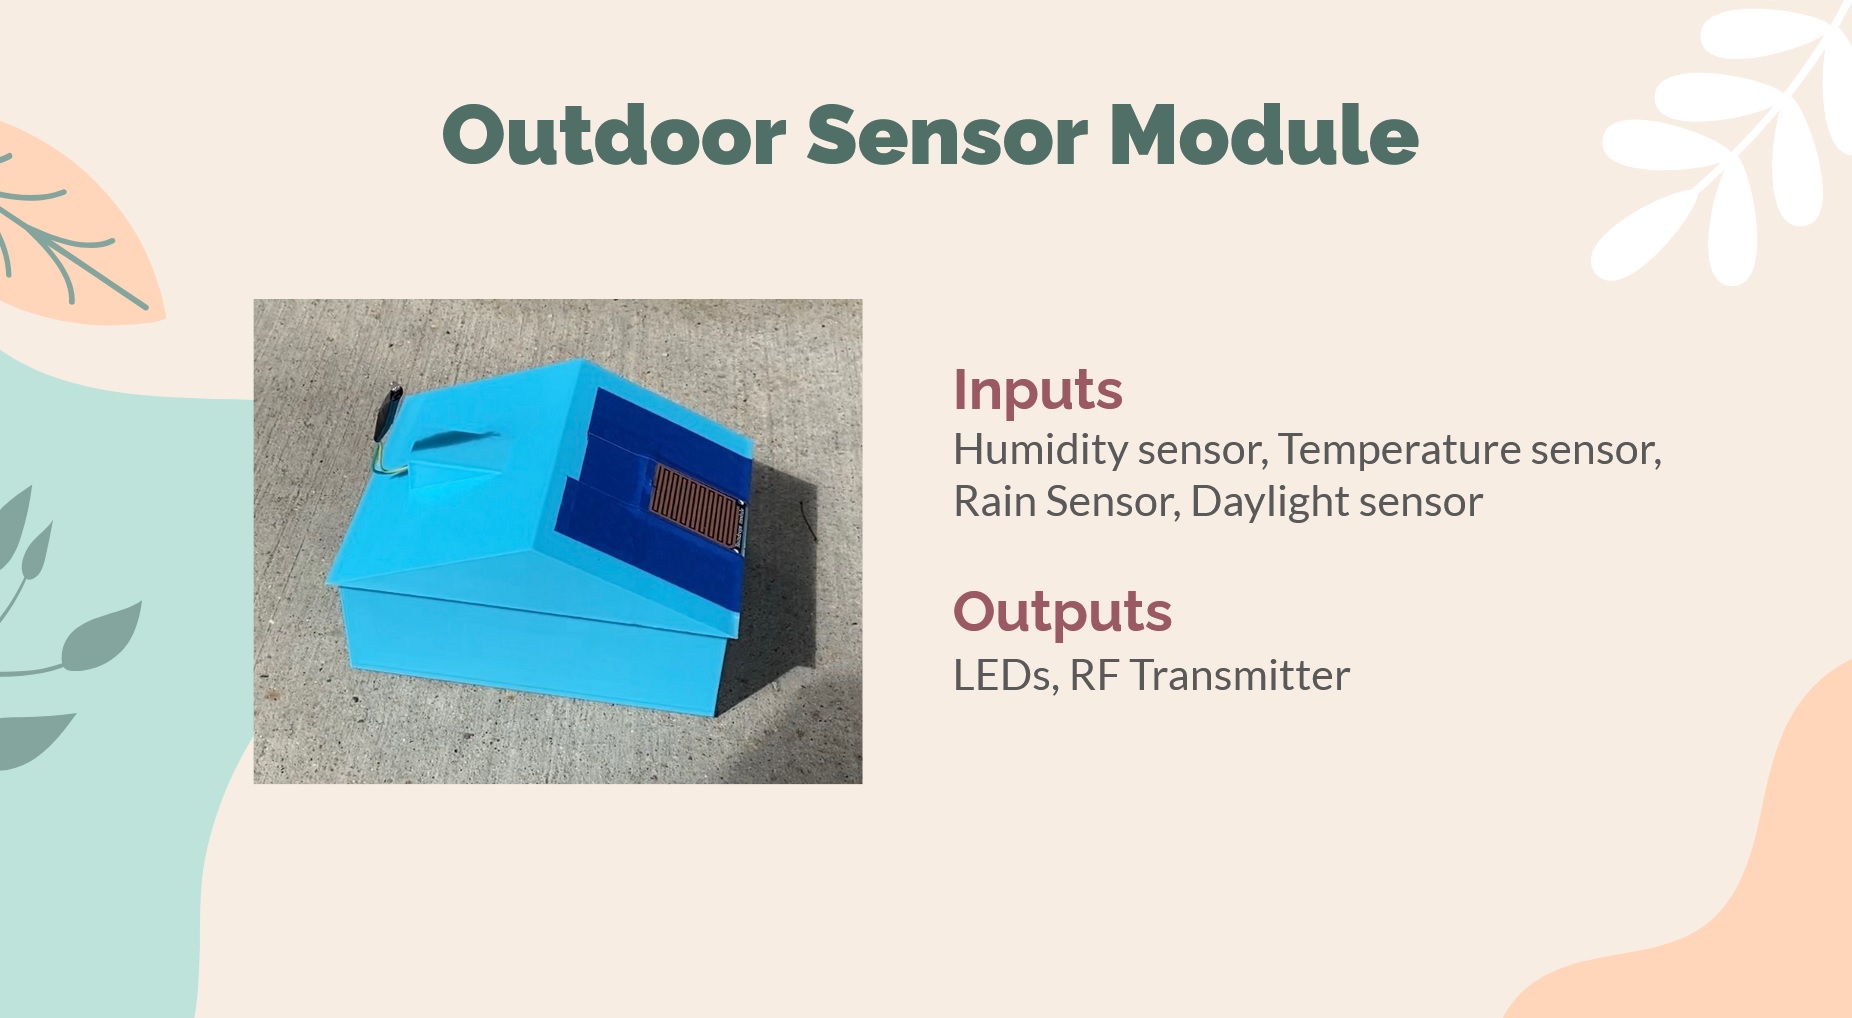 Outdoor Sensor Module
Inputs
Humidity sensor, Temperature sensor,
Rain Sensor, Daylight sensor
Outputs
LEDs, RF Transmitter